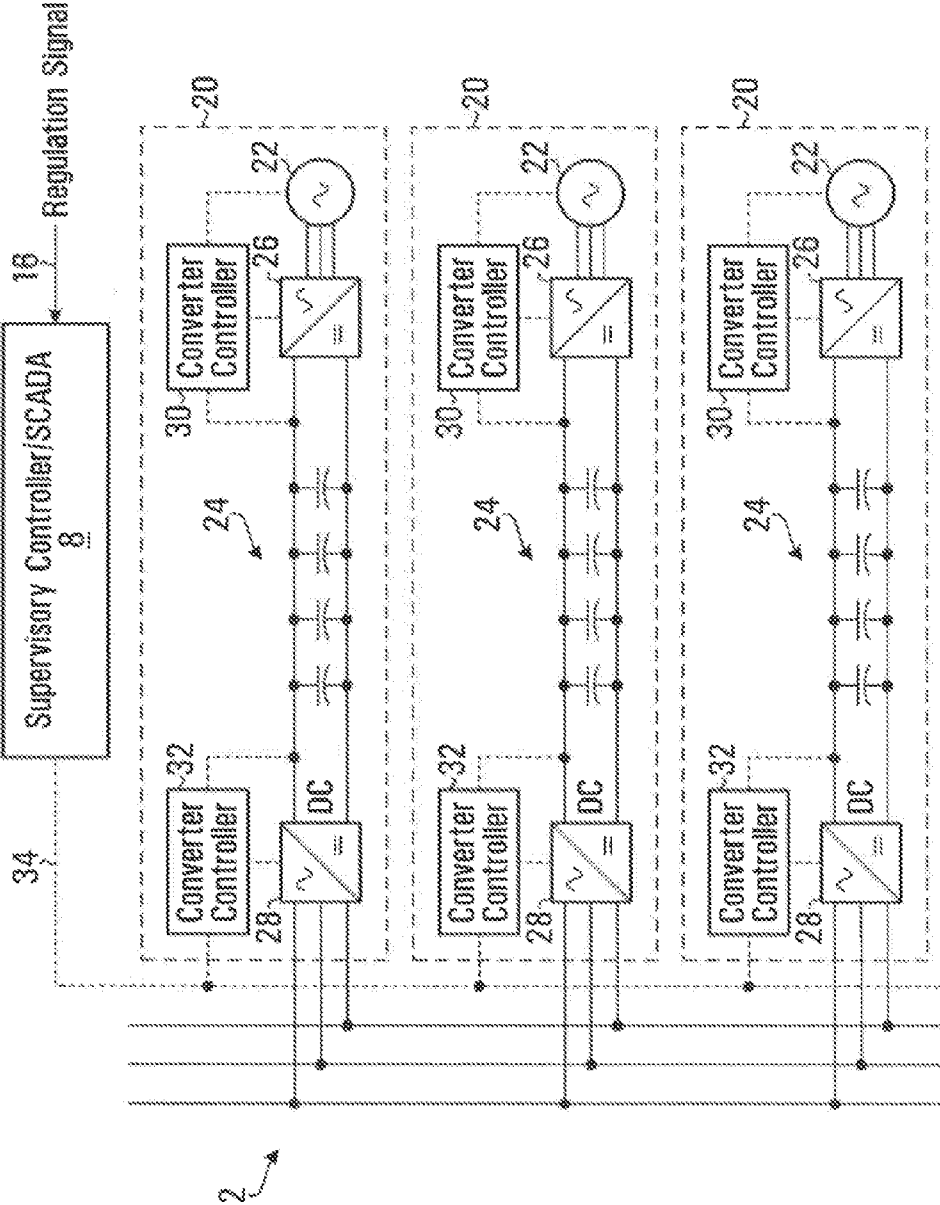 2
34
Supervisory Controller/SCADA
8
16
Regulation Signal
20
Converter
Controller
32
28
DC
24
30
Converter
Controller
26
22
20
Converter
Controller
32
28
DC
24
30
Converter
Controller
26
22
20
Converter
Controller
32
28
DC
24
30
Converter
Controller
26
22